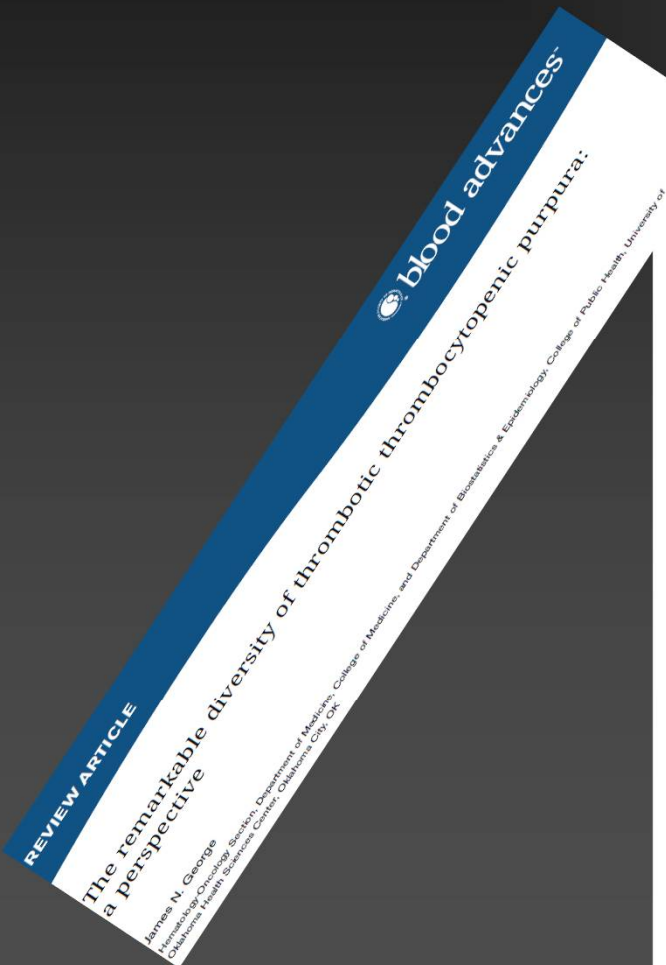 REVIEW ARTICLE
blood advances
The remarkable diversity of thrombotic thrombocytopenic purpura:
a perspective
James N. George
Hematology-Oncology Section, Department of Medicine, College of Medicine, and Department of Biostatistics & Epidemiology, College of Public Health, University of
Oklahoma Health Sciences Center, Oklahoma City, OK